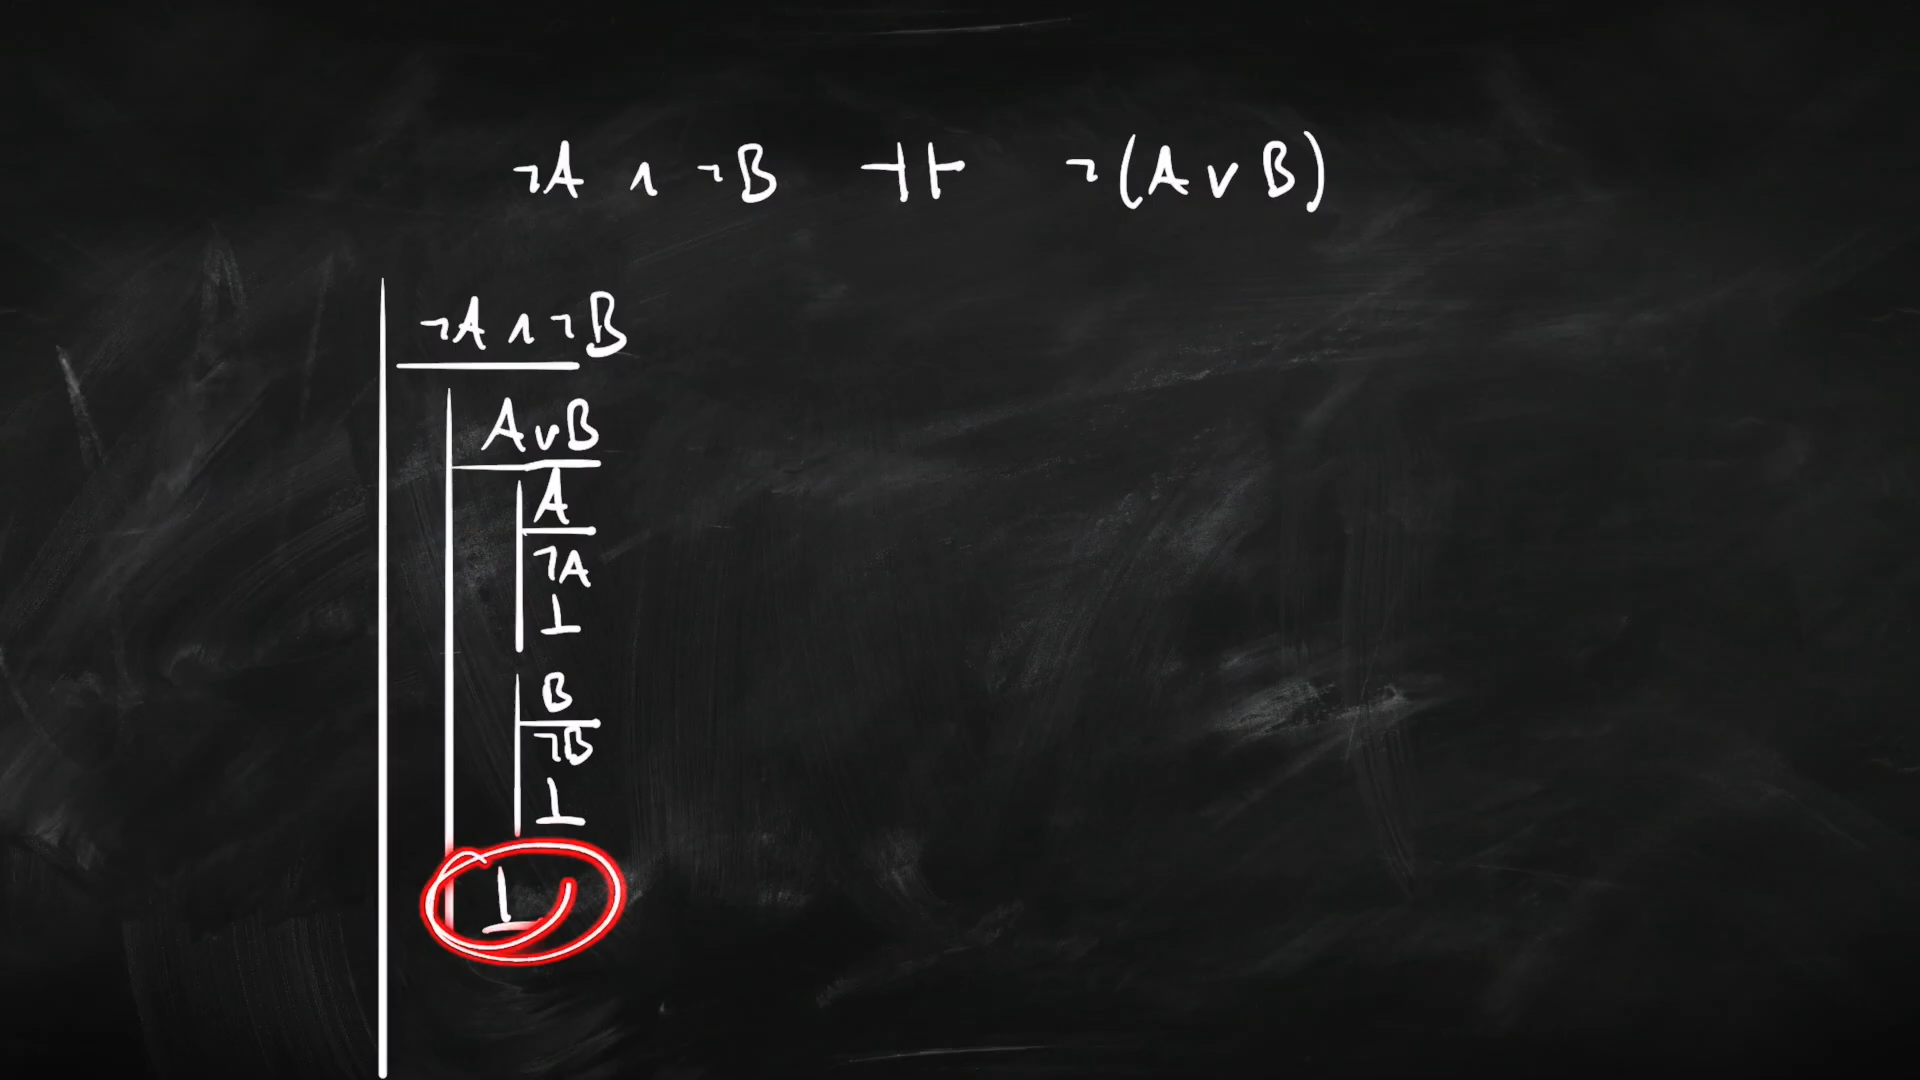 ¬A ∧ ¬B ⊣⊢ ¬(A ∨ B)
¬A ∧ ¬B
A ∨ B
A
¬A
⊥
B
¬B
⊥
⊥